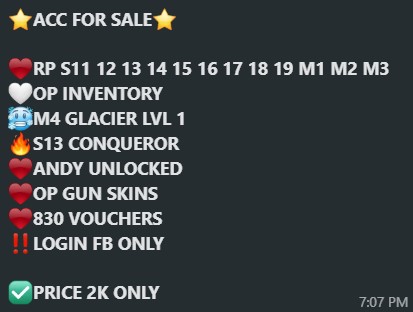 ⭐ACC FOR SALE⭐
♥️RP S11 12 13 14 15 16 17 18 19 M1 M2 M3
🤍OP INVENTORY
🥶M4 GLACIER LVL 1
🔥S13 CONQUEROR
♥️ANDY UNLOCKED
♥️OP GUN SKINS
♥️830 VOUCHERS
‼️LOGIN FB ONLY
✅PRICE 2K ONLY
7:07 PM